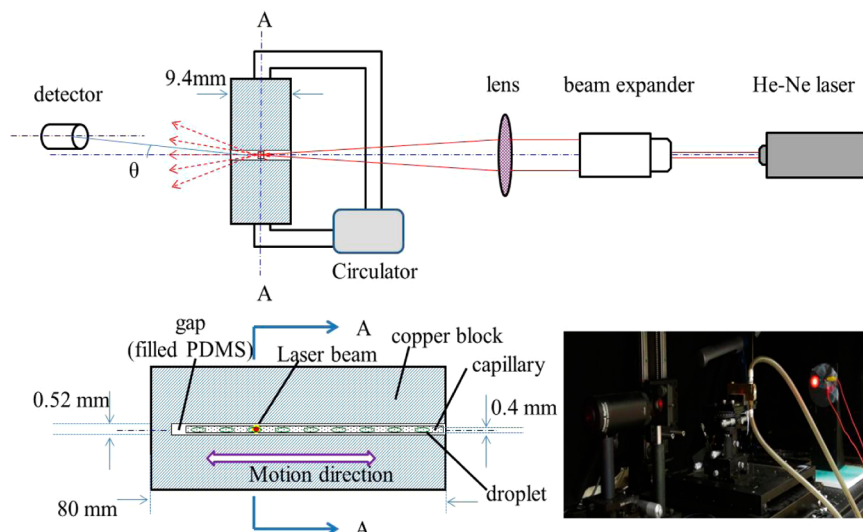 A
9.4mm
detector
lens
beam expander
He-Ne laser
θ
Circulator
A
gap
(filled PDMS)
A
Laser beam
copper block
capillary
0.52 mm
0.4 mm
Motion direction
droplet
80 mm
A